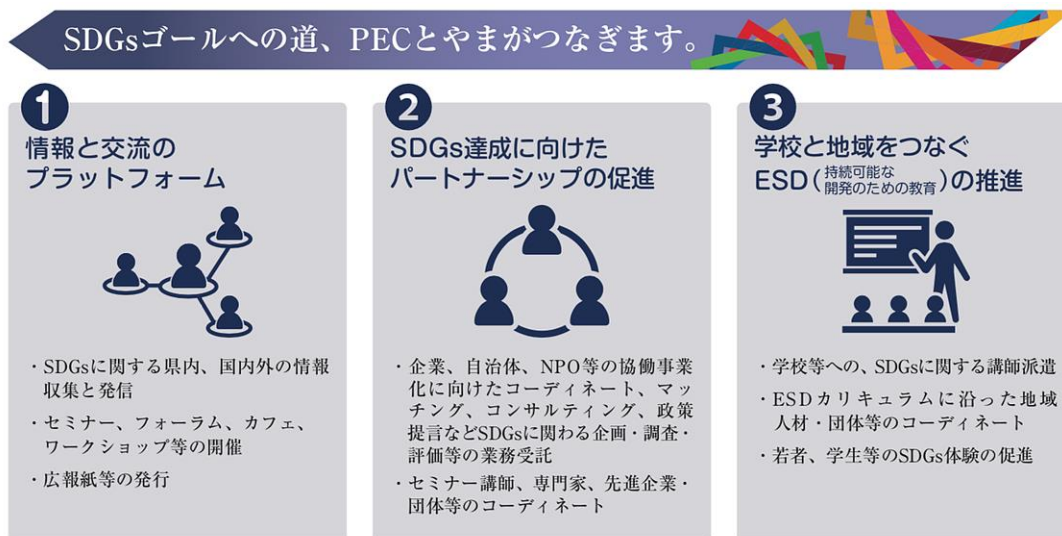 SDGsゴールへの道、PECとやまがつなぎます。
1
情報と交流の
プラットフォーム
・SDGsに関する県内、国内外の情報
収集と発信
・セミナー、フォーラム、カフェ、
ワークショップ等の開催
・広報紙等の発行
2
SDGs達成に向けた
パートナーシップの促進
・企業、自治体、NPO等の協働事業
化に向けたコーディネート、マッ
チング、コンサルティング、政策
提言などSDGsに関わる企画・調査・
評価等の業務受託
・セミナー講師、専門家、先進企業・
団体等のコーディネート
3
学校と地域をつなぐ
ESD(持続可能な開発のための教育)の推進
・学校等への、SDGsに関する講師派遣
・ESDカリキュラムに沿った地域
人材・団体等のコーディネート
・若者、学生等のSDGs体験の促進